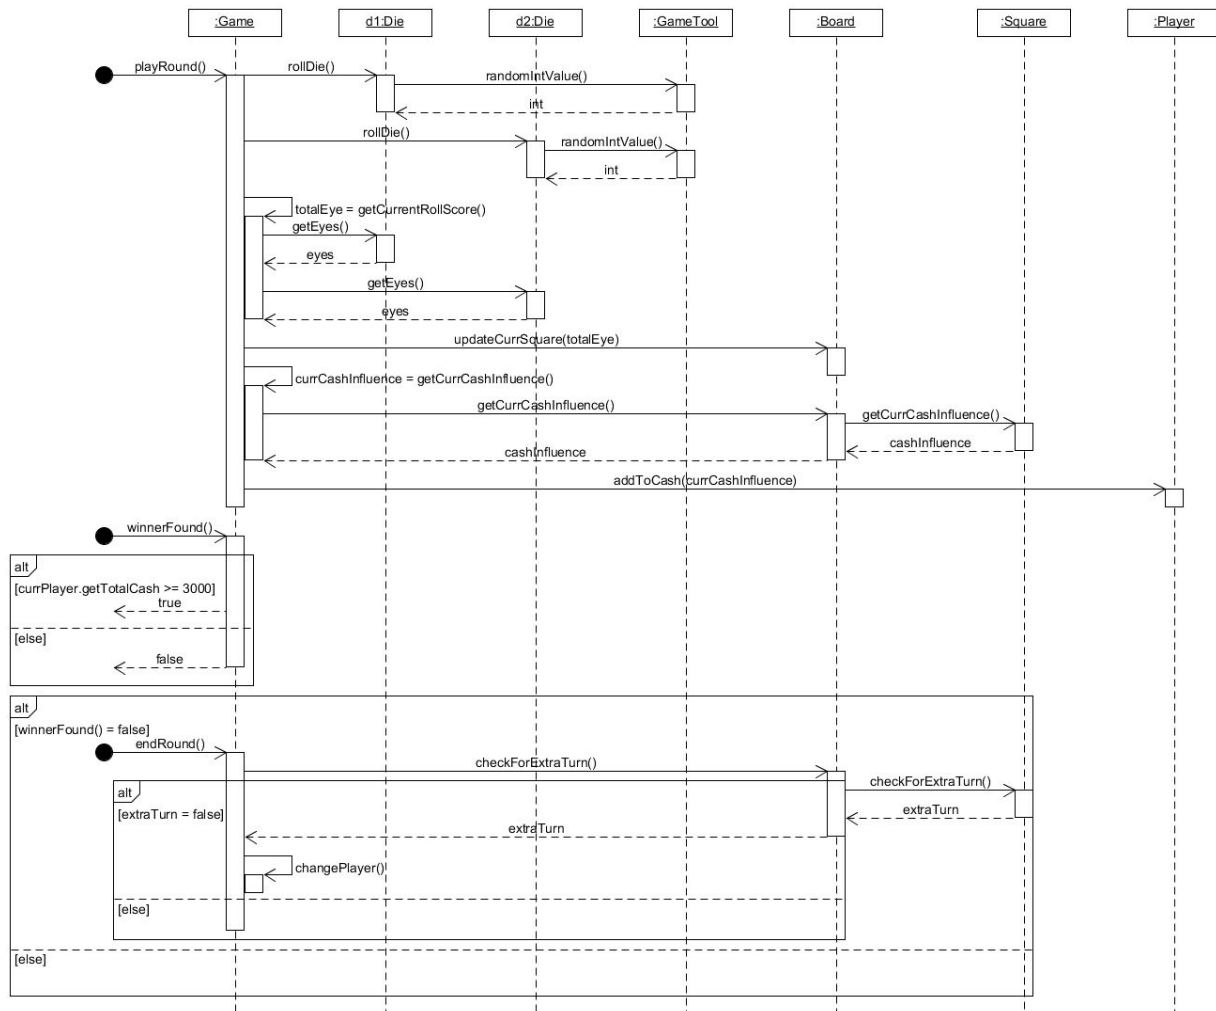 :Game
d1:Die
d2:Die
:GameTool
:Board
:Square
:Player
playRound()
rollDie()
randomIntValue()
int
rollDie()
randomIntValue()
int
totalEye = getCurrentRollScore()
getEyes()
eyes
getEyes()
eyes
updateCurrSquare(totalEye)
currCashInfluence = getCurrCashInfluence()
getCurrCashInfluence()
getCurrCashInfluence()
cashInfluence
cashInfluence
addToCash(currCashInfluence)
winnerFound()
alt
[currPlayer.getTotalCash >= 3000]
true
[else]
false
alt
[winnerFound() = false]
endRound()
checkForExtraTurn()
checkForExtraTurn()
alt
[extraTurn = false]
extraTurn
extraTurn
changePlayer()
[else]
[else]